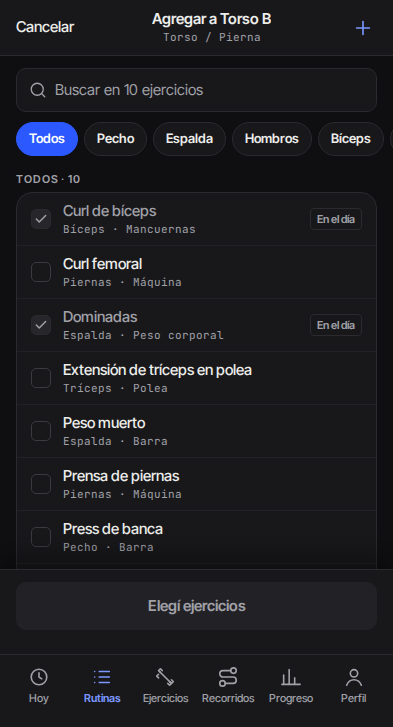 Cancelar
Agregar a Torso B
Torso / Pierna
Buscar en 10 ejercicios
Todos
Pecho
Espalda
Hombros
Bíceps
TODOS · 10
Curl de bíceps
Bíceps · Mancuernas
En el día
Curl femoral
Piernas · Máquina
Dominadas
Espalda · Peso corporal
En el día
Extensión de tríceps en polea
Tríceps · Polea
Peso muerto
Espalda · Barra
Prensa de piernas
Piernas · Máquina
Press de banca
Pecho · Barra
Elegí ejercicios
Hoy
Rutinas
Ejercicios
Recorridos
Progreso
Perfil